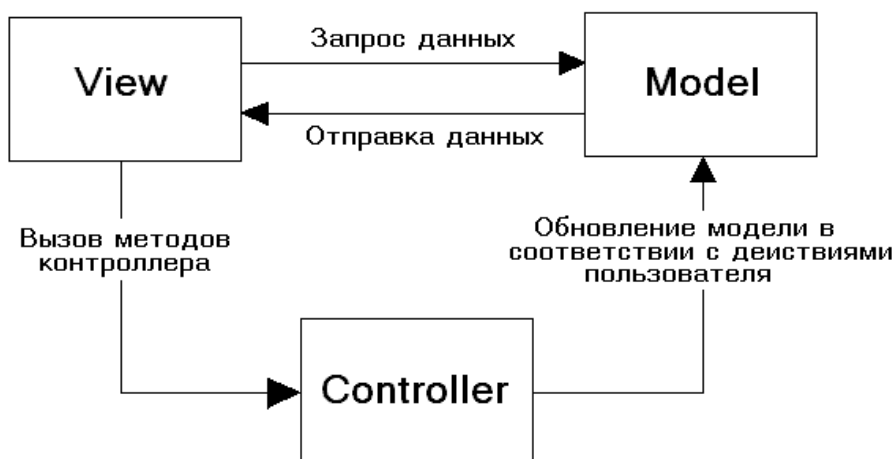 Запрос данных
View
Model
Отправка данных
Вызов методов
контроллера
Обновление модели в
соответствии с деиствиями
пользователя
Controller